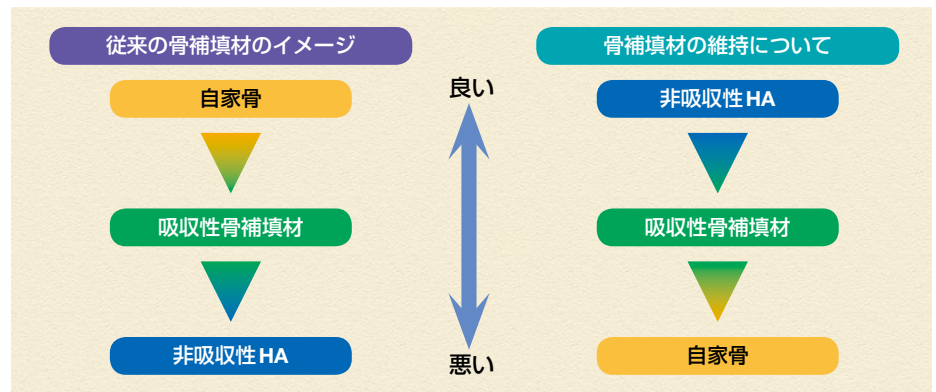 従来の骨補填材のイメージ
自家骨
吸収性骨補填材
非吸収性HA
良い
悪い
骨補填材の維持について
非吸収性HA
吸収性骨補填材
自家骨